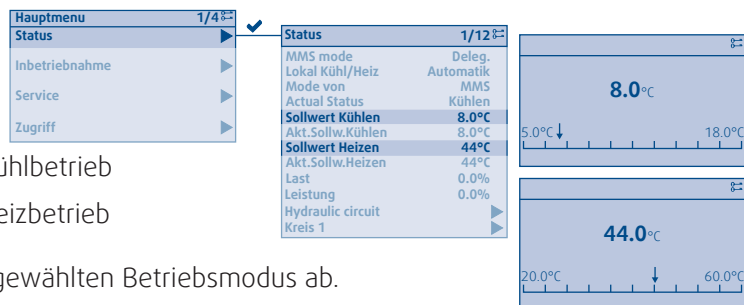 Hauptmenu 1/4
Status
Inbetriebnahme
Service
Zugriff
Status 1/12
MMS mode Deleg.
Lokal Kühl/Heiz Automatik
Mode von MMS
Actual Status Kühlen
Sollwert Kühlen 8.0°C
Akt.Sollw.Kühlen 8.0°C
Sollwert Heizen 44°C
Akt.Sollw.Heizen 44°C
Last 0.0%
Leistung 0.0%
Hydraulic circuit
Kreis 1
8.0°C
5.0°C 18.0°C
44.0°C
20.0°C 60.0°C
ühlbetrieb
eizbetrieb
gewählten Betriebsmodus ab.